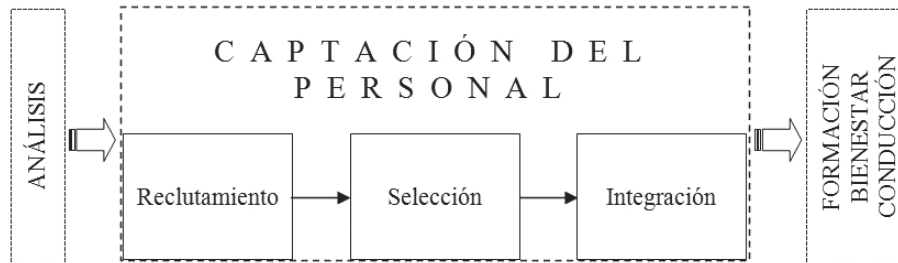 ANÁLISIS
CAPTACIÓN DEL
PERSONAL
Reclutamiento
Selección
Integración
FORMACIÓN
BIENESTAR
CONDUCCIÓN